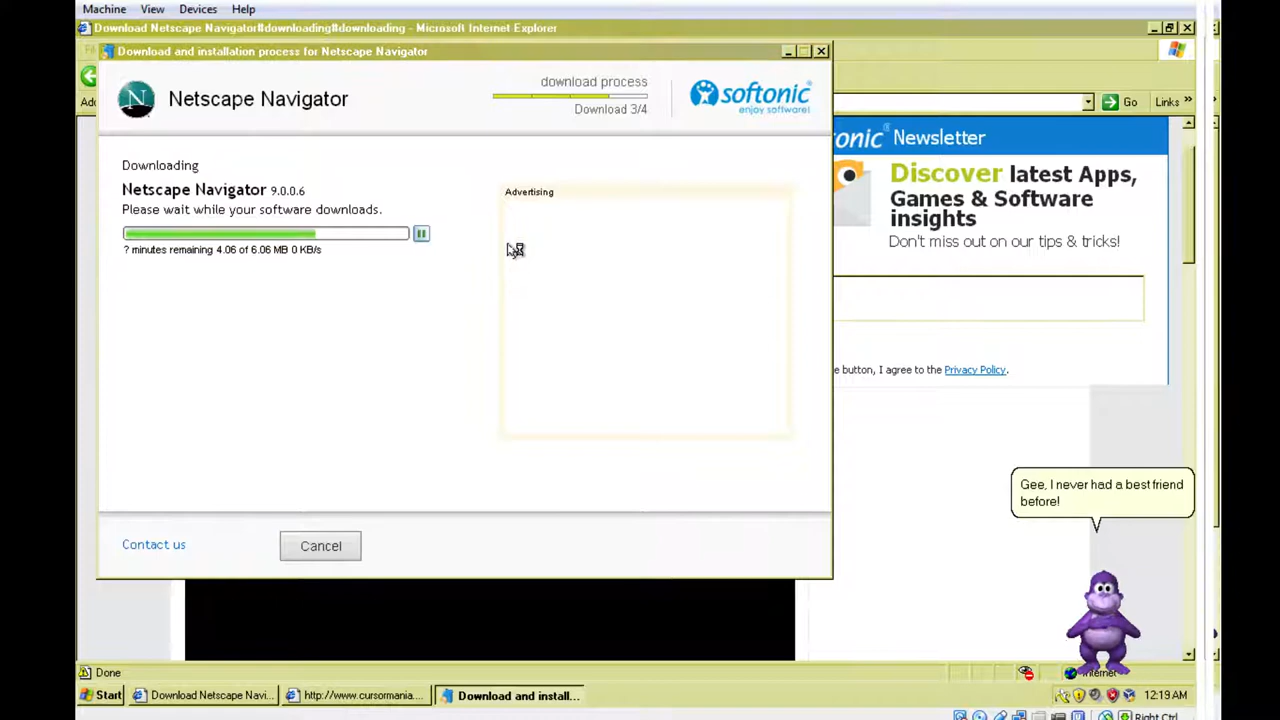 Machine View Devices Help
Download Netscape Navigator#downloading#downloading - Microsoft Internet Explorer
Download and installation process for Netscape Navigator
N Netscape Navigator
download process
Download 3/4
softonic
enjoy software!
Go Links »
Downloading
Netscape Navigator 9.0.0.6
Please wait while your software downloads.
? minutes remaining 4.06 of 6.06 MB 0 KB/s
Advertising
Contact us
Cancel
tonic Newsletter
Discover latest Apps,
Games & Software
insights
Don't miss out on our tips & tricks!
e button, I agree to the Privacy Policy.
Gee, I never had a best friend
before!
Done
Internet
Start
Download Netscape Navi...
http://www.cursormania....
Download and install...
12:19 AM
Right Ctrl